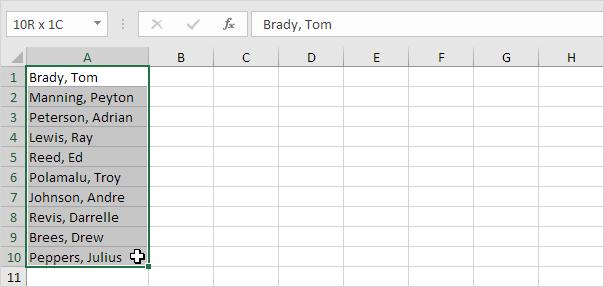 10R x 1C fx Brady, Tom
A B C D E F G H
1 Brady, Tom
2 Manning, Peyton
3 Peterson, Adrian
4 Lewis, Ray
5 Reed, Ed
6 Polamalu, Troy
7 Johnson, Andre
8 Revis, Darrelle
9 Brees, Drew
10 Peppers, Julius
11